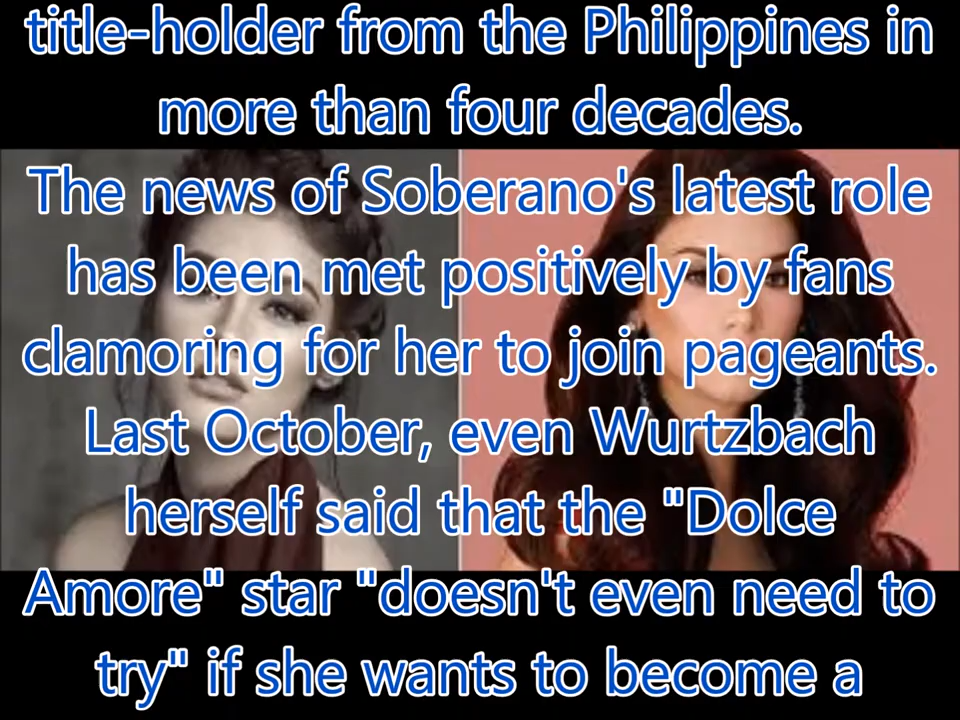 title-holder from the Philippines in
more than four decades.
The news of Soberano's latest role
has been met positively by fans
clamoring for her to join pageants.
Last October, even Wurtzbach
herself said that the "Dolce
Amore" star "doesn't even need to
try" if she wants to become a